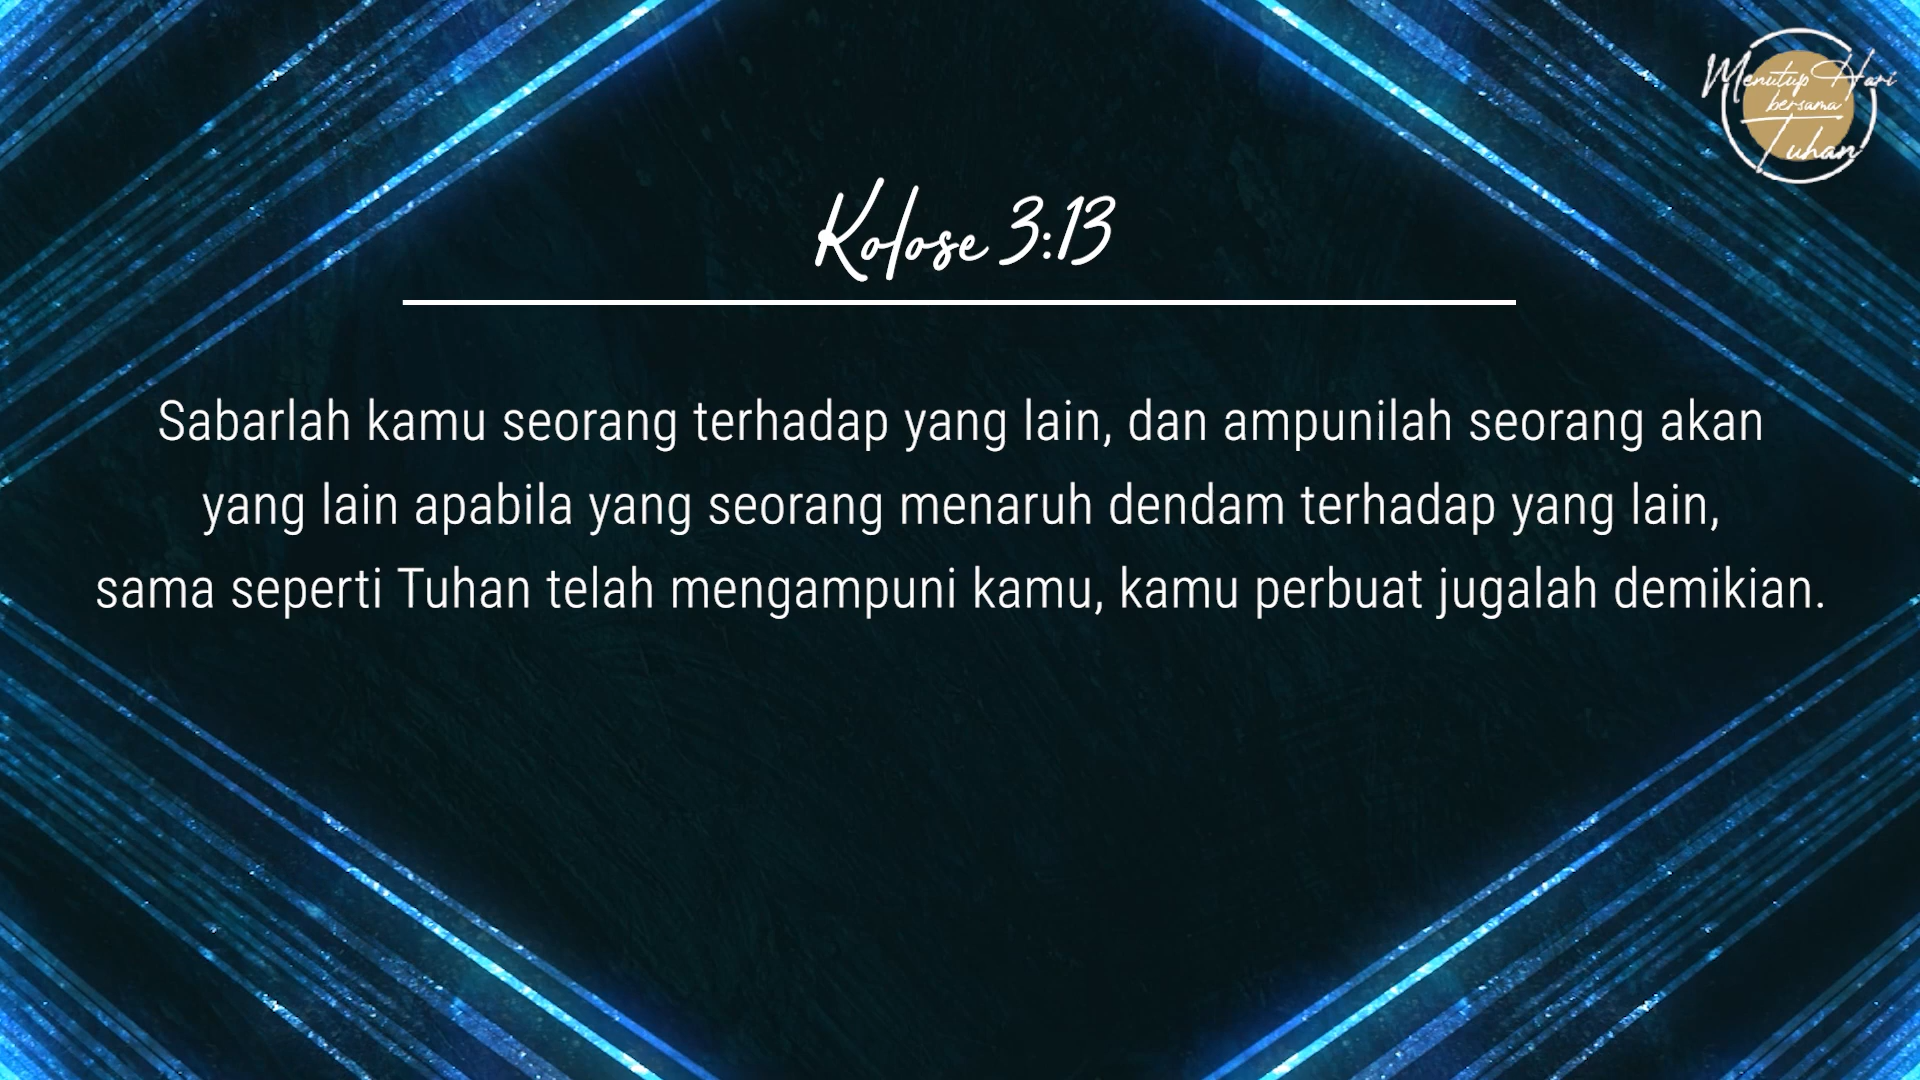 Menutup Hari
bersama
Tuhan
Kolose 3:13
Sabarlah kamu seorang terhadap yang lain, dan ampunilah seorang akan
yang lain apabila yang seorang menaruh dendam terhadap yang lain,
sama seperti Tuhan telah mengampuni kamu, kamu perbuat jugalah demikian.